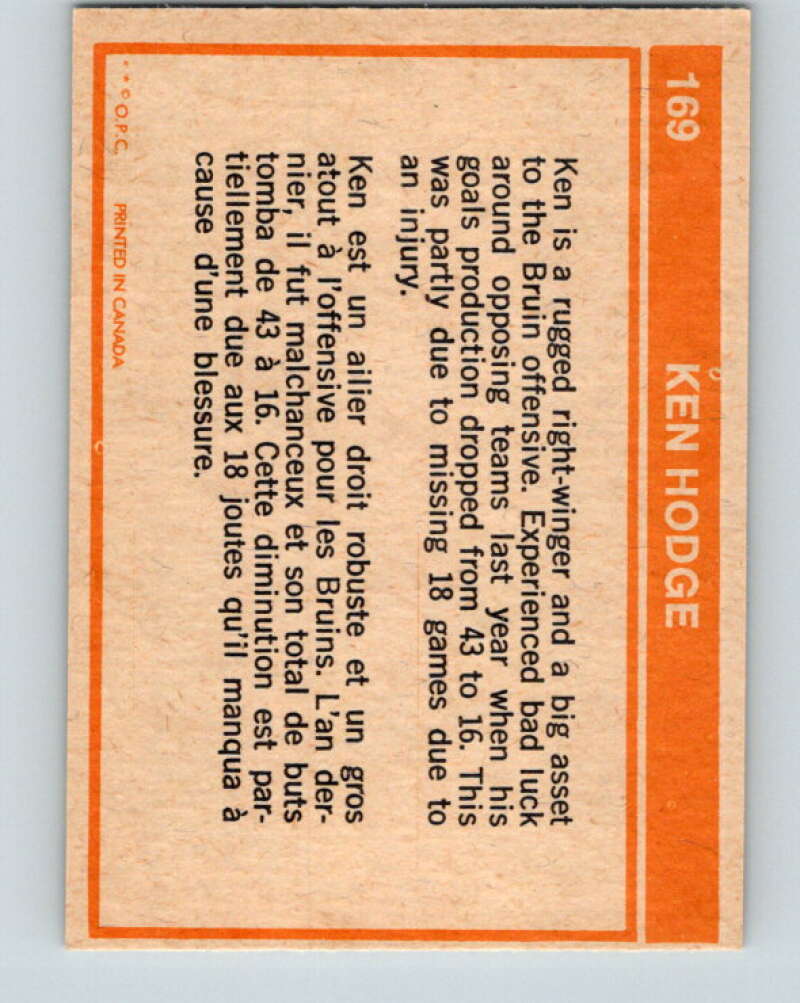 169 KEN HODGE
Ken is a rugged right-winger and a big asset
to the Bruin offensive. Experienced bad luck
around opposing teams last year when his
goals production dropped from 43 to 16. This
was partly due to missing 18 games due to
an injury.
Ken est un ailier droit robuste et un gros
atout à l'offensive pour les Bruins. L'an der-
nier, il fut malchanceux et son total de buts
tomba de 43 à 16. Cette diminution est par-
tiellement due aux 18 joutes qu'il manqua à
cause d'une blessure.
* * © O.P.C. PRINTED IN CANADA